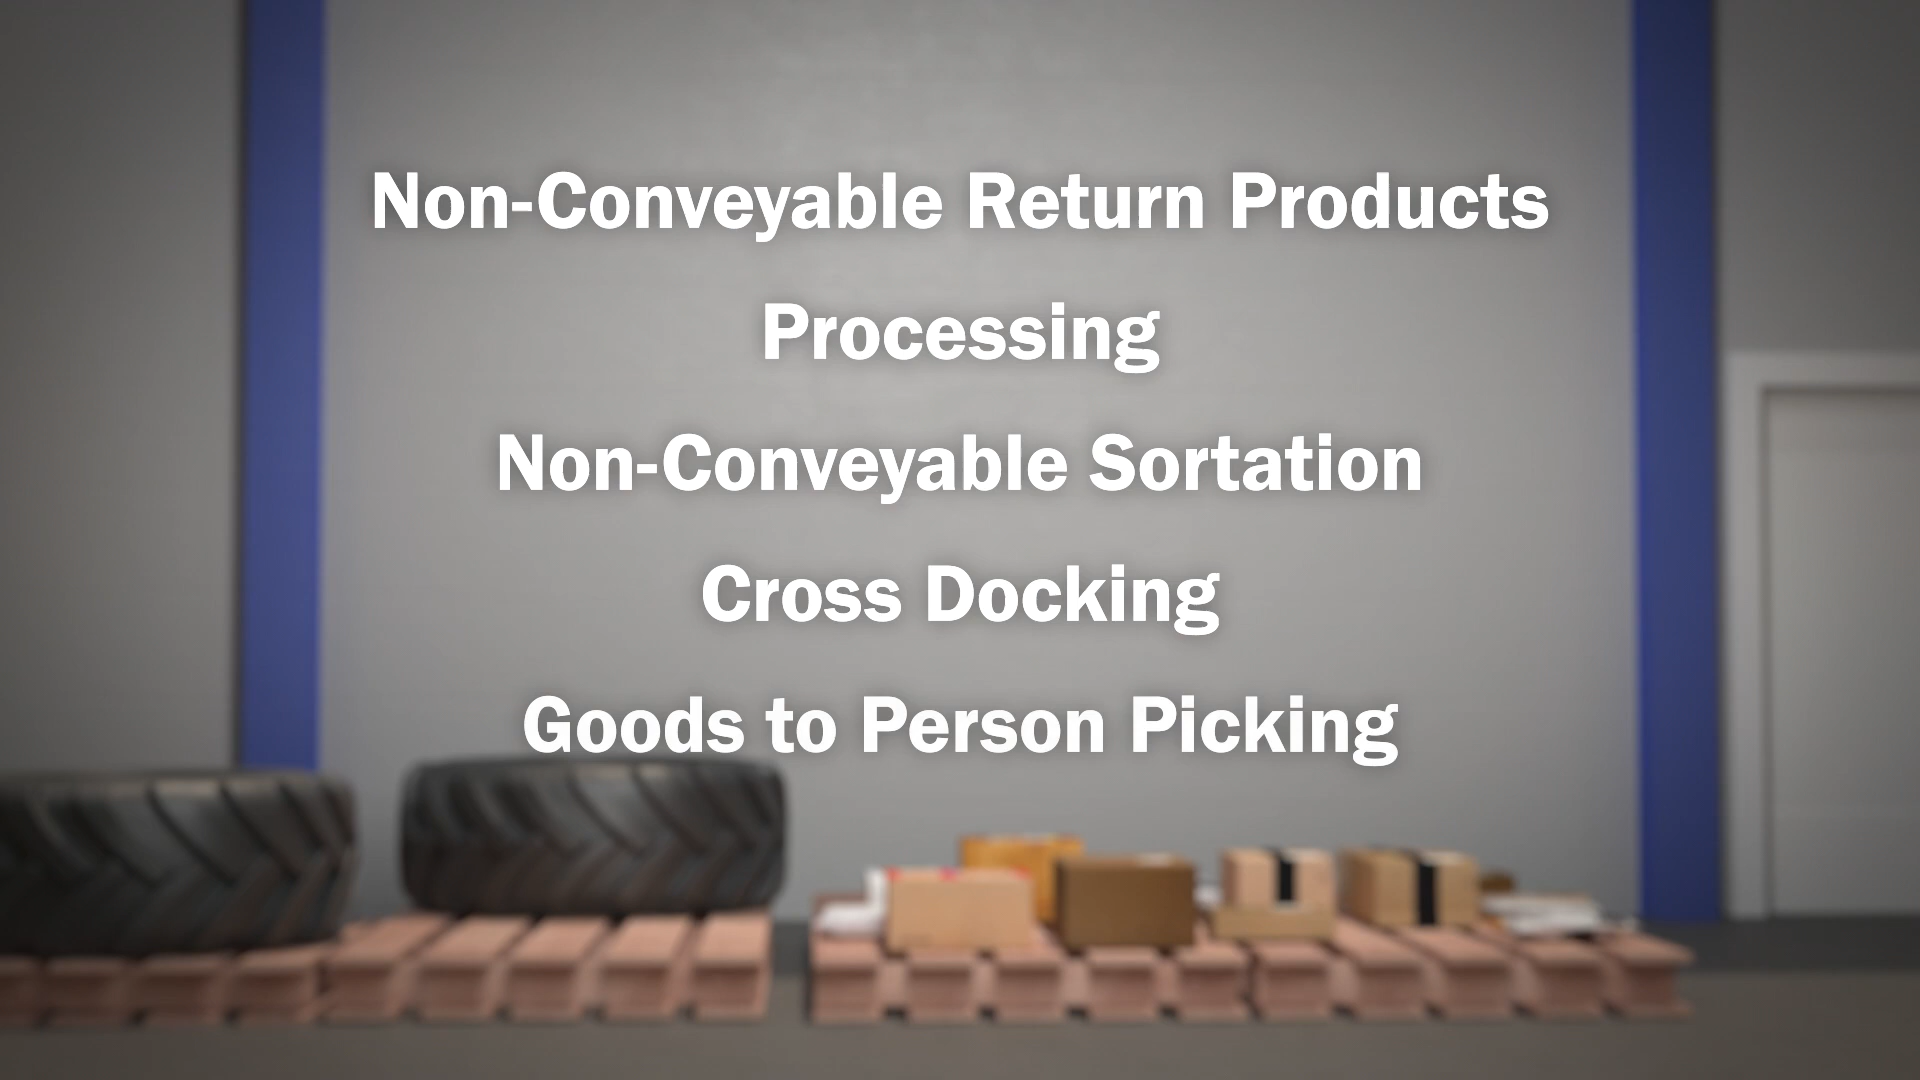 Non-Conveyable Return Products
Processing
Non-Conveyable Sortation
Cross Docking
Goods to Person Picking